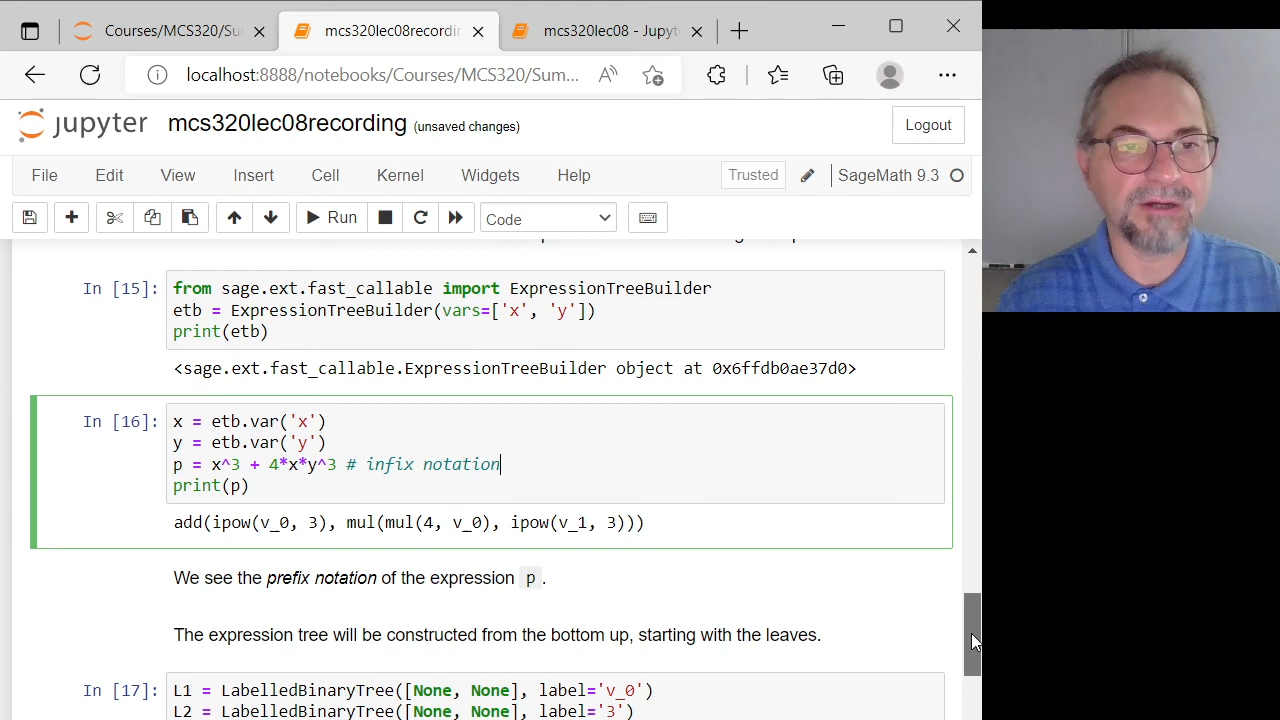 Courses/MCS320/Su
mcs320lec08recordin
mcs320lec08 - Jupyt
localhost:8888/notebooks/Courses/MCS320/Sum...
jupyter mcs320lec08recording (unsaved changes)
Logout
File Edit View Insert Cell Kernel Widgets Help
Trusted
SageMath 9.3
Run
Code
In [15]: from sage.ext.fast_callable import ExpressionTreeBuilder
etb = ExpressionTreeBuilder(vars=['x', 'y'])
print(etb)
<sage.ext.fast_callable.ExpressionTreeBuilder object at 0x6ffdb0ae37d0>
In [16]: x = etb.var('x')
y = etb.var('y')
p = x^3 + 4*x*y^3 # infix notation
print(p)
add(ipow(v_0, 3), mul(mul(4, v_0), ipow(v_1, 3)))
We see the prefix notation of the expression p.
The expression tree will be constructed from the bottom up, starting with the leaves.
In [17]: L1 = LabelledBinaryTree([None, None], label='v_0')
L2 = LabelledBinaryTree([None, None], label='3')